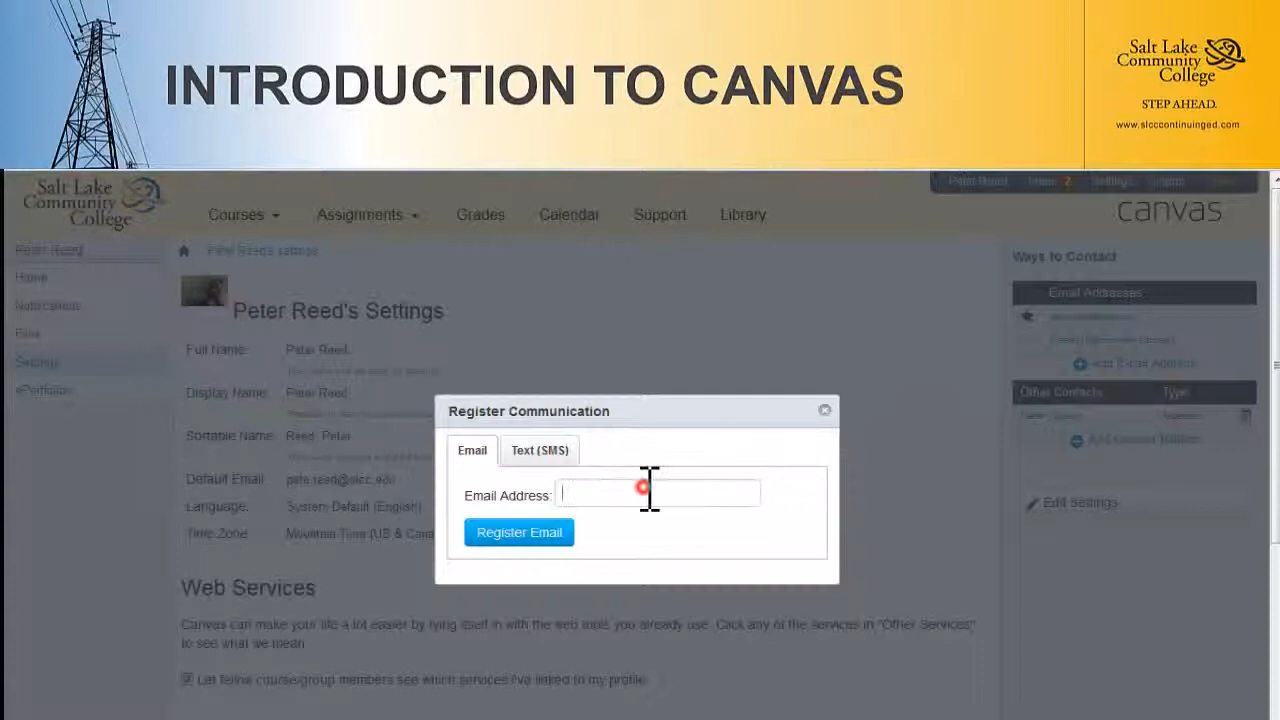 INTRODUCTION TO CANVAS
Salt Lake
Community
College
STEP AHEAD.
www.slcccontinuinged.com
Salt Lake
Community
College
Peter Reed
2
Settings
Courses
Assignments
Grades
Calendar
Support
Library
canvas
Peter Reed
Home
Notifications
Files
Settings
ePortfolios
Peter Reed's settings
Peter Reed's Settings
Full Name: Peter Reed
Display Name: Peter Reed
Sortable Name: Reed, Peter
Default Email: pete.reed@slcc.edu
Language: System Default (English)
Time Zone: Mountain Time (US & Cana
Register Communication
Email
Text (SMS)
Email Address:
Register Email
Web Services
Canvas can make your life a lot easier by tying itself in with the web tools you already use. Click any of the services in "Other Services"
to see what we mean.
Let fellow course/group members see which services I've linked to my profile
Ways to Contact
Email Addresses
Add Email Address
Other Contacts Type
Add Contact Method
Edit Settings